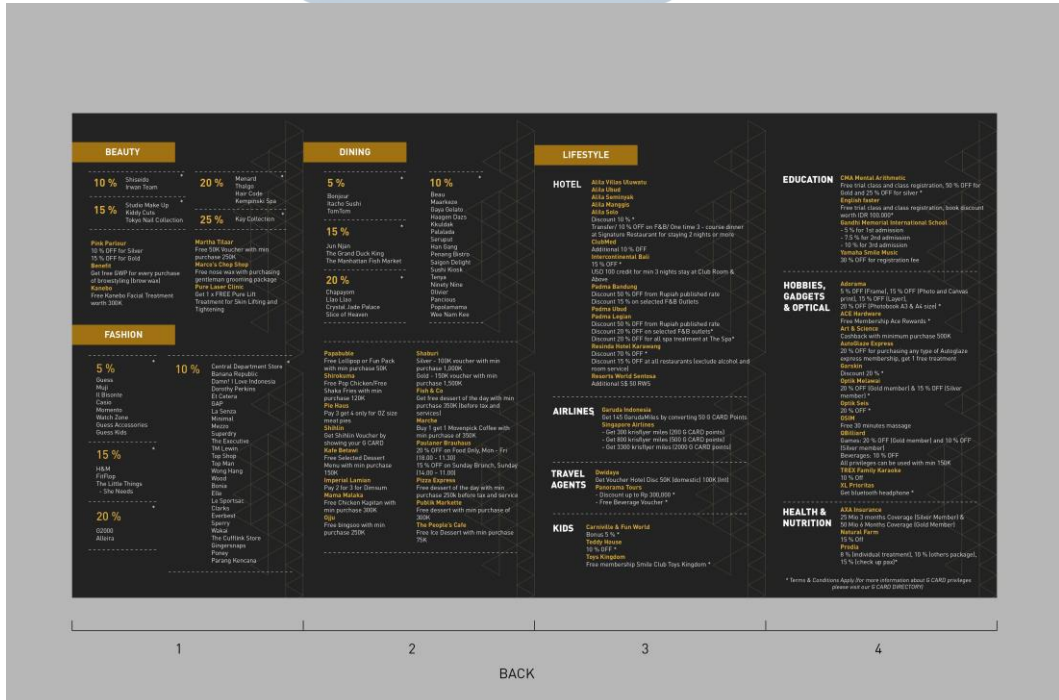 BEAUTY
10 %
Shiseido
Irwan Team
*
15 %
Studio Make Up
Kiddy Cuts
Tokyo Nail Collection
*
20 %
Menard
Thalgo
Hair Code
Kempinski Spa
*
25 %
Kay Collection
*
Pink Parlour
10 % OFF for Silver
15 % OFF for Gold
Benefit
Get free GWP for every purchase
of browstyling (brow wax)
Kanebo
Free Kanebo Facial Treatment
worth 300K
Martha Tilaar
Free 50K Voucher with min
purchase 250K
Marco's Chop Shop
Free nose wax with purchasing
gentleman grooming package
Pure Laser Clinic
Get 1 x FREE Pure Lift
Treatment for Skin Lifting and
Tightening
FASHION
5 %
*
Guess
Muji
Il Bisonte
Casio
Momento
Watch Zone
Guess Accessories
Guess Kids
15 %
*
H&M
FitFlop
The Little Things
- She Needs
20 %
*
G2000
Alleira
10 %
*
Central Department Store
Banana Republic
Damn! I Love Indonesia
Dorothy Perkins
Et Cetera
GAP
La Senza
Minimal
Mezzo
Superdry
The Executive
TM Lewin
Top Shop
Top Man
Wong Hang
Wood
Bonia
Elle
Le Sportsac
Clarks
Everbest
Sperry
Wakai
The Cufflink Store
Gingersnaps
Poney
Parang Kencana
DINING
5 %
*
Bonjour
Itacho Sushi
TomTom
15 %
*
Jun Njan
The Grand Duck King
The Manhattan Fish Market
20 %
*
Chapayom
Liao Liao
Crystal Jade Palace
Slice of Heaven
10 %
*
Beau
Maarkeze
Gaya Gelato
Haagen Dazs
Kkuldak
Patalada
Seruput
Hon Gang
Penang Bistro
Saigon Delight
Sushi Kiosk
Tenya
Ninety Nine
Olivier
Pancious
Popolamama
Wee Nam Kee
Papabubble
Free Lollipop or Fun Pack
with min purchase 50K
Shirokuma
Free Pop Chicken/Free
Shaka Fries with min
purchase 120K
Pie Haus
Pay 3 get 4 only for OZ size
meat pies
Shihlin
Get Shihlin Voucher by
showing your G CARD
Kafe Betawi
Free Selected Dessert
Menu with min purchase
150K
Imperial Lamian
Pay 2 for 3 for Dimsum
Mama Malaka
Free Chicken Kapitan with
min purchase 300K
Ojju
Free bingsoo with min
purchase 250K
Shaburi
Silver - 100K voucher with min
purchase 1,000K
Gold - 150K voucher with min
purchase 1,500K
Fish & Co
Get free dessert of the day with min
purchase 350K (before tax and
services)
Marche
Buy 1 get 1 Movenpick Coffee with
min purchase of 350K
Paulaner Brauhaus
20 % OFF on Food Only, Mon - Fri
(18.00 - 11.30)
15 % OFF on Sunday Brunch, Sunday
(14.00 - 11.00)
Pizza Express
Free dessert of the day with min
purchase 250k before tax and service
Publik Markette
Free dessert with min purchase of
300K
The People's Cafe
Free Ice Dessert with min purchase
75K
LIFESTYLE
HOTEL
Alila Villas Uluwatu
Alila Ubud
Alila Seminyak
Alila Manggis
Alila Solo
Discount 10 % *
Transfer/ 10 % OFF on F&B/ One time 3 - course dinner
at Signature Restaurant for staying 2 nights or more
ClubMed
Additional 10 % OFF
Intercontinental Bali
15 % OFF *
USD 100 credit for min 3 nights stay at Club Room &
Above
Padma Bandung
Discount 50 % OFF from Rupiah published rate
Discount 15 % on selected F&B Outlets
Padma Ubud
Padma Legian
Discount 50 % OFF from Rupiah published rate
Discount 20 % OFF on selected F&B outlets*
Discount 20 % OFF for all spa treatment at The Spa*
Resinda Hotel Karawang
Discount 70 % OFF *
Discount 15 % OFF at all restaurants (exclude alcohol and
room service)
Resorts World Sentosa
Additional S$ 50 RWS
AIRLINES
Garuda Indonesia
Get 145 GarudaMiles by converting 50 G CARD Points
Singapore Airlines
- Get 300 krisflyer miles (200 G CARD points)
- Get 800 krisflyer miles (500 G CARD points)
- Get 3300 krisflyer miles (2000 G CARD points)
TRAVEL
AGENTS
Dwidaya
Get Voucher Hotel Disc 50K (domestic) 100K (Int)
Panorama Tours
- Discount up to Rp 300,000 *
- Free Beverage Voucher *
KIDS
Carniville & Fun World
Bonus 5 % *
Teddy House
10 % OFF *
Toys Kingdom
Free membership Smile Club Toys Kingdom *
EDUCATION
CMA Mental Arithmetic
Free trial class and class registration, 50 % OFF for
Gold and 25 % OFF for silver *
English faster
Free trial class and class registration, book discount
worth IDR 100,000*
Gandhi Memorial International School.
- 5 % for 1st admission
- 7.5 % for 2nd admission
- 10 % for 3rd admission
Yamaha Smile Music
30 % OFF for registration fee
HOBBIES,
GADGETS
& OPTICAL
Adorama
5 % OFF (Frame), 15 % OFF (Photo and Canvas
print), 15 % OFF (Layer),
20 % OFF (Photobook A3 & A4 size) *
ACE Hardware
Free Membership Ace Rewards *
Art & Science
Cashback with minimum purchase 500K
AutoGlaze Express
20 % OFF for purchasing any type of Autoglaze
express membership, get 1 free treatment
Garskin
Discount 20 % *
Optik Melawai
20 % OFF (Gold member) & 15 % OFF (Silver
member) *
Optik Seis
20 % OFF *
OSIM
Free 30 minutes massage
QBilliard
Games: 20 % OFF (Gold member) and 10 % OFF
(Silver member)
Beverages: 10 % OFF
All privileges can be used with min 150K
TREX Family Karaoke
10 % Off
XL Prioritas
Get bluetooth headphone *
HEALTH &
NUTRITION
AXA Insurance
25 Mio 3 months Coverage (Silver Member) &
50 Mio 6 Months Coverage (Gold Member)
Natural Farm
15 % Off
Prodia
8 % (individual treatment), 10 % (others package),
15 % (check up pax)*
* Terms & Conditions Apply (for more information about G CARD privileges
please visit our G CARD DIRECTORY)
1
2
3
4
BACK